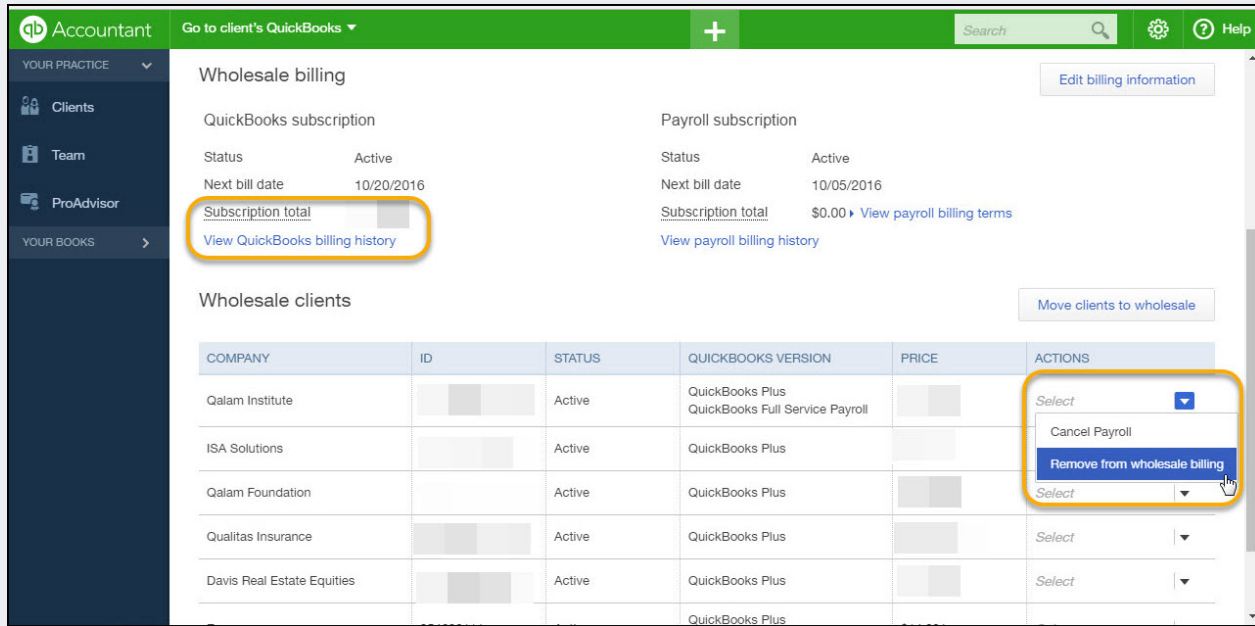 qb Accountant
Go to client's QuickBooks
Search
Help
YOUR PRACTICE
Clients
Team
ProAdvisor
YOUR BOOKS
Wholesale billing
Edit billing information
QuickBooks subscription
Status Active
Next bill date 10/20/2016
Subscription total
View QuickBooks billing history
Payroll subscription
Status Active
Next bill date 10/05/2016
Subscription total $0.00 View payroll billing terms
View payroll billing history
Wholesale clients
Move clients to wholesale
COMPANY ID STATUS QUICKBOOKS VERSION PRICE ACTIONS
Qalam Institute Active QuickBooks Plus Select
QuickBooks Full Service Payroll
Cancel Payroll
ISA Solutions Active QuickBooks Plus
Remove from wholesale billing
Qalam Foundation Active QuickBooks Plus Select
Qualitas Insurance Active QuickBooks Plus Select
Davis Real Estate Equities Active QuickBooks Plus Select
QuickBooks Plus